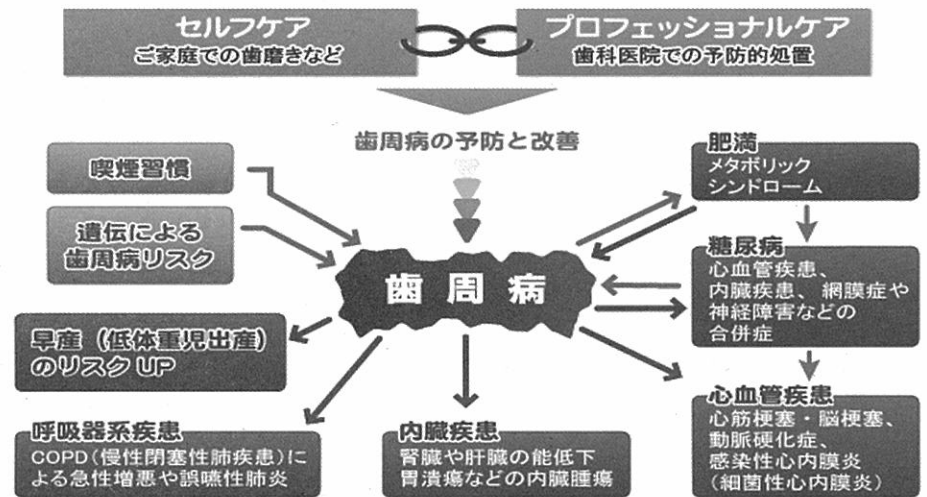 セルフケア
ご家庭での歯磨きなど
プロフェッショナルケア
歯科医院での予防的処置
歯周病の予防と改善
喫煙習慣
遺伝による
歯周病リスク
肥満
メタボリック
シンドローム
歯周病
糖尿病
心血管疾患、
内臓疾患、網膜症や
神経障害などの
合併症
早産（低体重児出産）
のリスク UP
呼吸器系疾患
COPD（慢性閉塞性肺疾患）に
よる急性増悪や誤嚥性肺炎
内臓疾患
腎臓や肝臓の能低下
胃潰瘍などの内臓腫瘍
心血管疾患
心筋梗塞・脳梗塞、
動脈硬化症、
感染性心内膜炎
（細菌性心内膜炎）